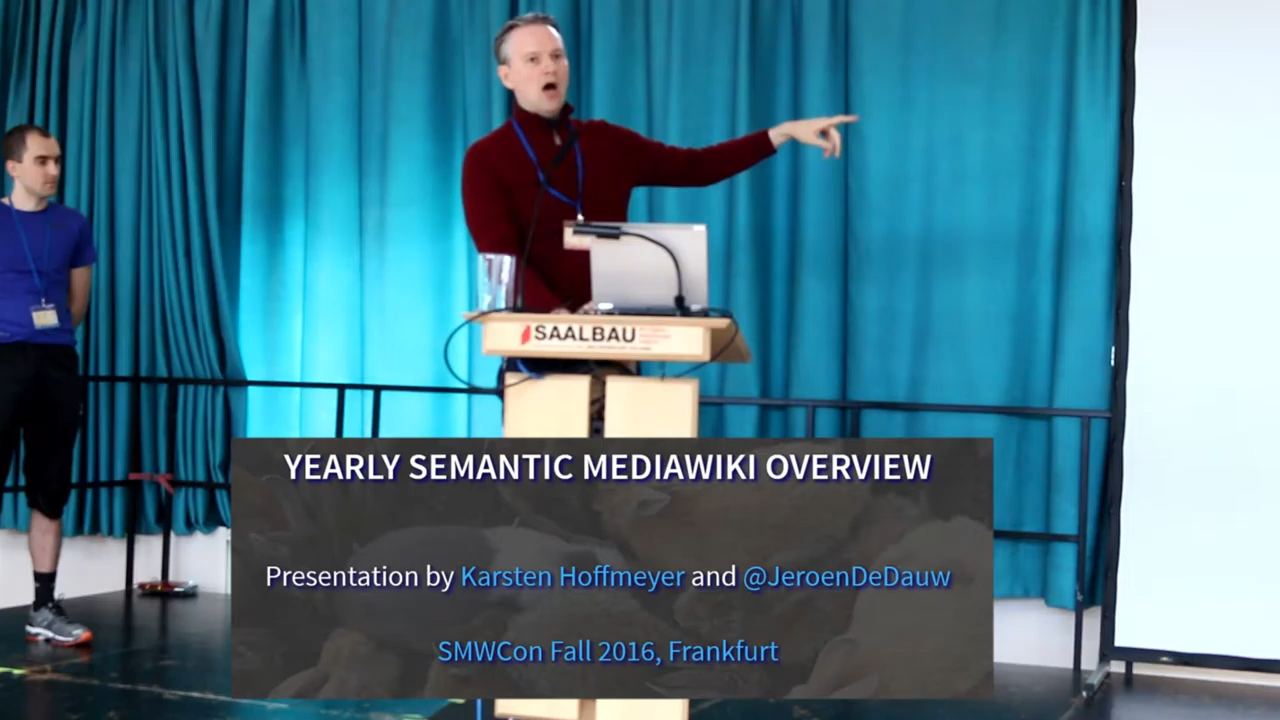 SAALBAU
YEARLY SEMANTIC MEDIAWIKI OVERVIEW
Presentation by Karsten Hoffmeyer and @JeroenDeDauw
SMWCon Fall 2016, Frankfurt